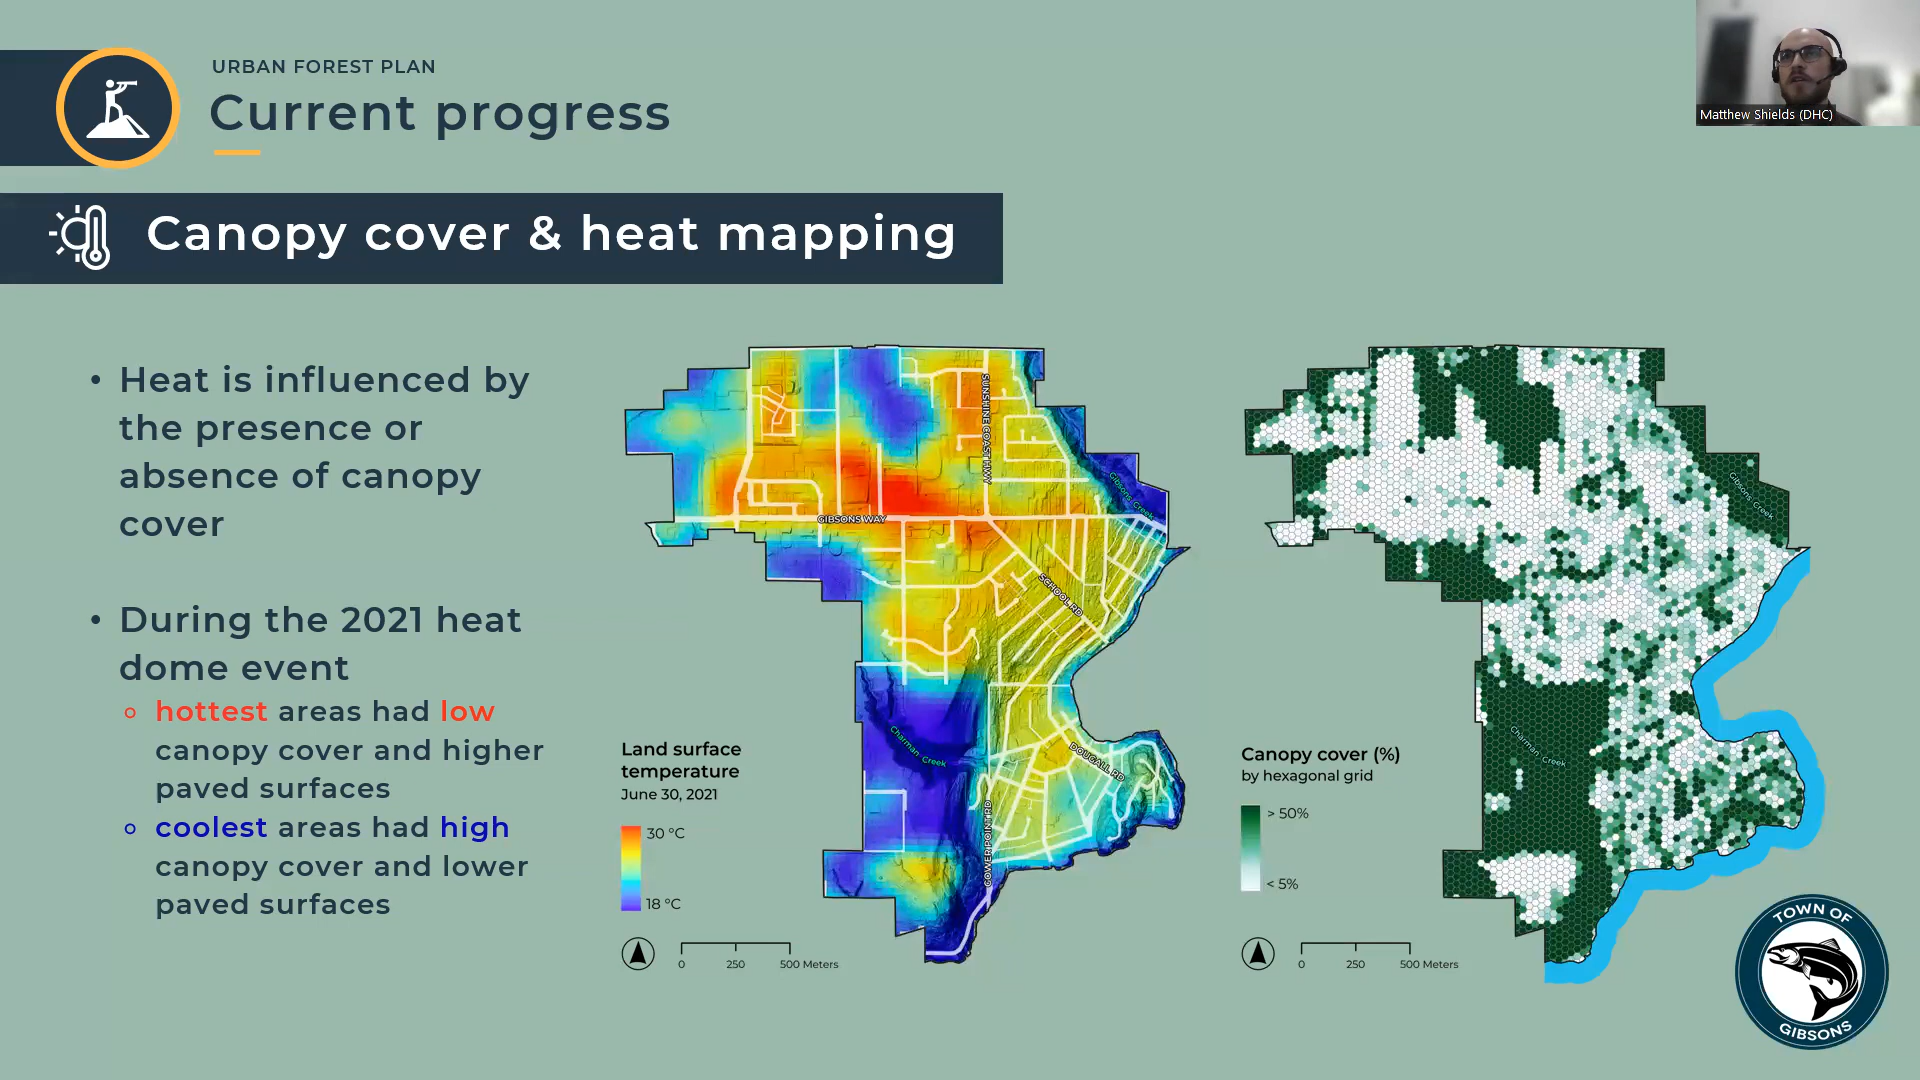 URBAN FOREST PLAN
Current progress
Matthew Shields (DHC)
Canopy cover & heat mapping
• Heat is influenced by
the presence or
absence of canopy
cover
• During the 2021 heat
dome event
hottest areas had low
canopy cover and higher
paved surfaces
coolest areas had high
canopy cover and lower
paved surfaces
SUNSHINE COAST HWY
Gibsons Creek
GIBSONS WAY
SCHOOL RD
Charman Creek
DOUGALL RD
GOWER POINT RD
Land surface
temperature
June 30, 2021
30 °C
18 °C
0 250 500 Meters
Gibsons Creek
Charman Creek
Canopy cover (%)
by hexagonal grid
> 50%
< 5%
0 250 500 Meters
TOWN OF
GIBSONS